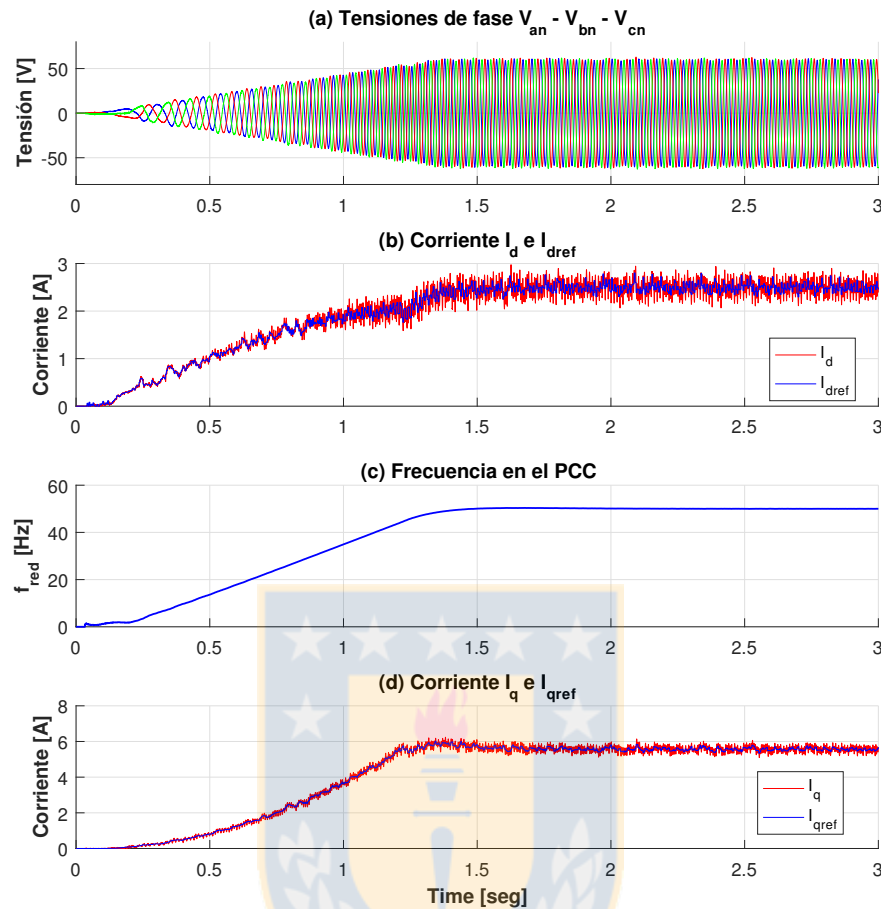 (a) Tensiones de fase V_an - V_bn - V_cn
Tensión [V]
50
0
-50
0 0.5 1 1.5 2 2.5 3
(b) Corriente I_d e I_dref
Corriente [A]
3
2
1
0
I_d
I_dref
0 0.5 1 1.5 2 2.5 3
(c) Frecuencia en el PCC
f_red [Hz]
60
40
20
0
0 0.5 1 1.5 2 2.5 3
(d) Corriente I_q e I_qref
Corriente [A]
8
6
4
2
0
I_q
I_qref
0 0.5 1 1.5 2 2.5 3
Time [seg]